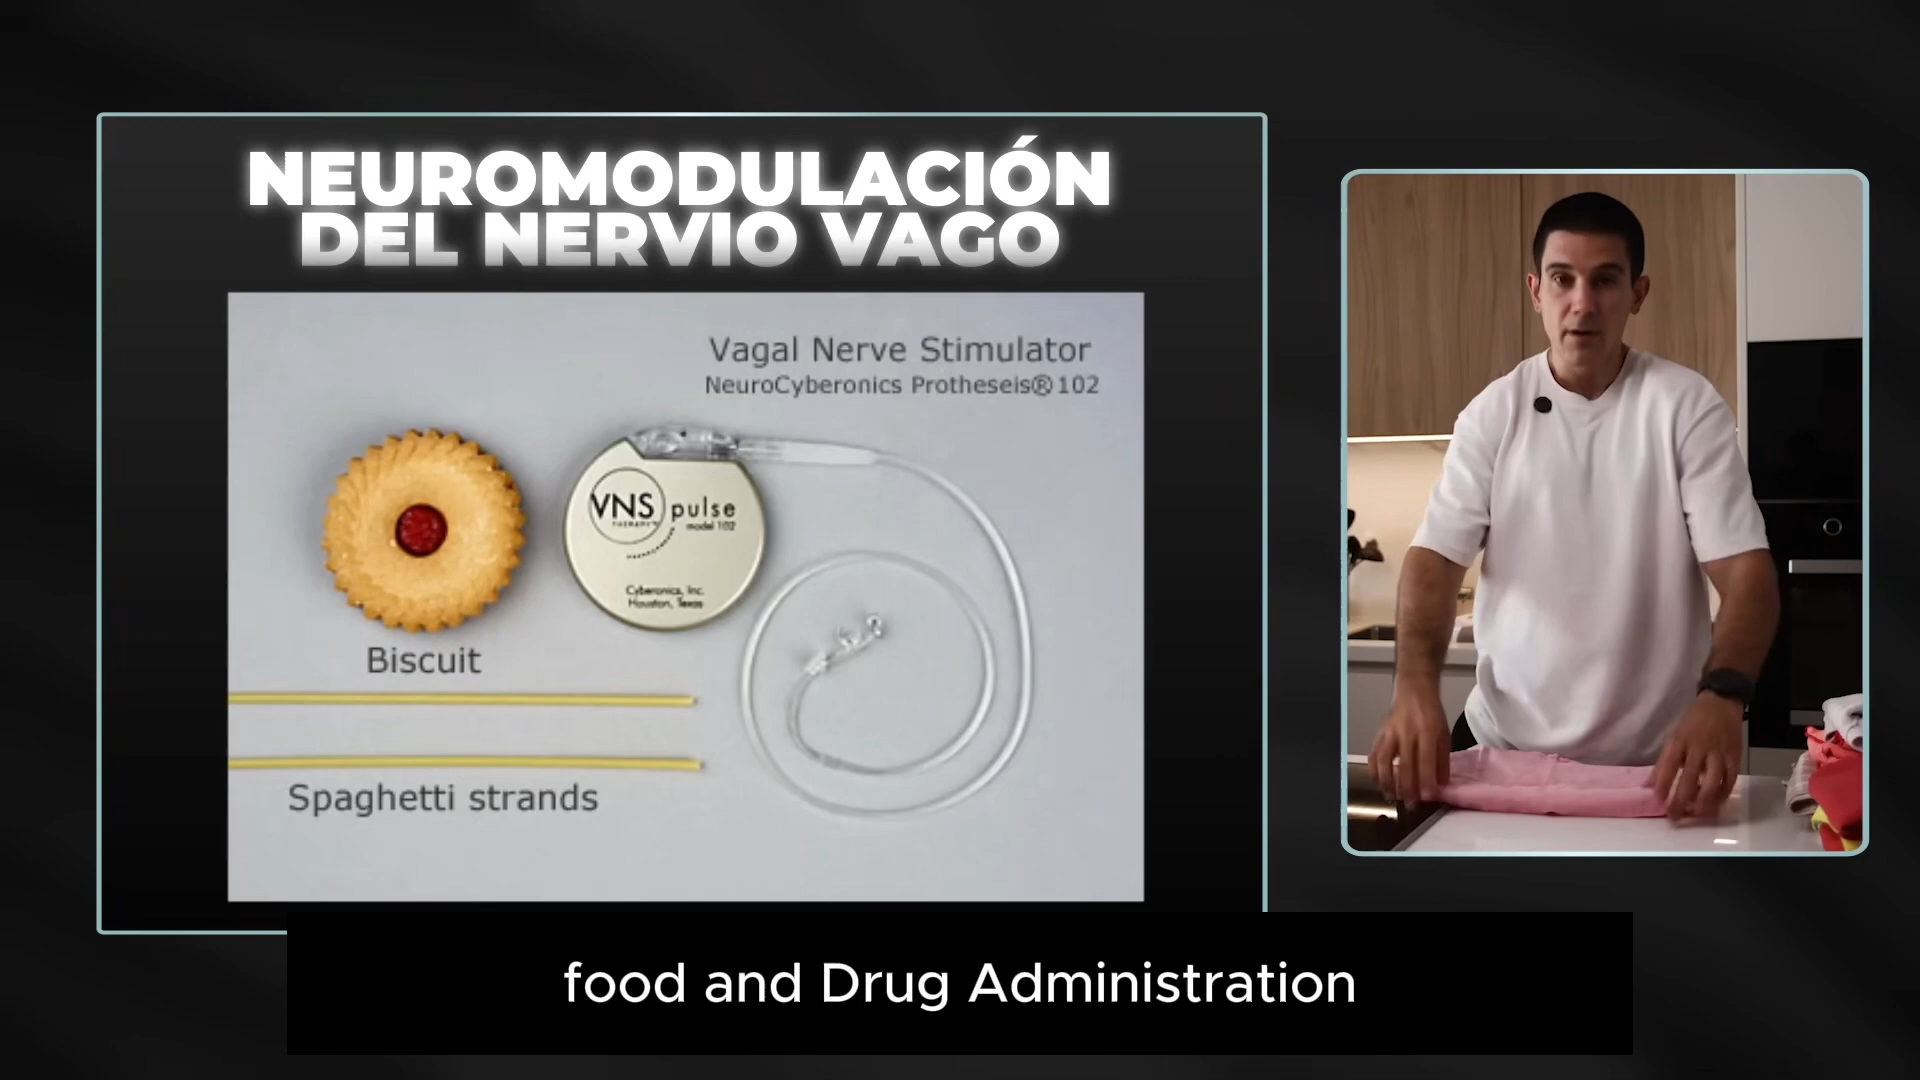 NEUROMODULACIÓN
DEL NERVIO VAGO
Vagal Nerve Stimulator
NeuroCyberonics Protheseis®102
VNS
THERAPY™
pulse
model 102
Cyberonics, Inc.
Houston, Texas
Biscuit
Spaghetti strands
food and Drug Administration